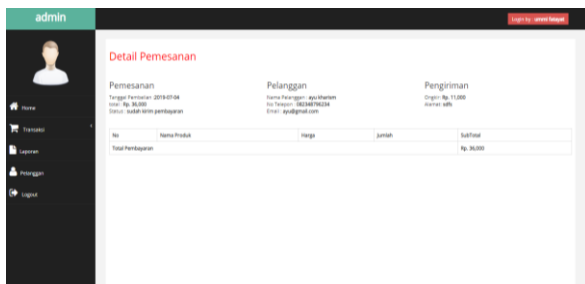 admin
Login by : ummi felayat
Home
Transaksi
Laporan
Pelanggan
Logout
Detail Pemesanan
Pemesanan
Tanggal Pembelian: 2019-07-04
total : Rp. 36,000
Status : sudah kirim pembayaran
Pelanggan
Nama Pelanggan : ayu kharism
No Telepon : 082348796234
Email : ayu@gmail.com
Pengiriman
Ongkir: Rp. 11,000
Alamat: sdfs
No Nama Produk Harga Jumlah SubTotal
Total Pembayaran Rp. 36,000